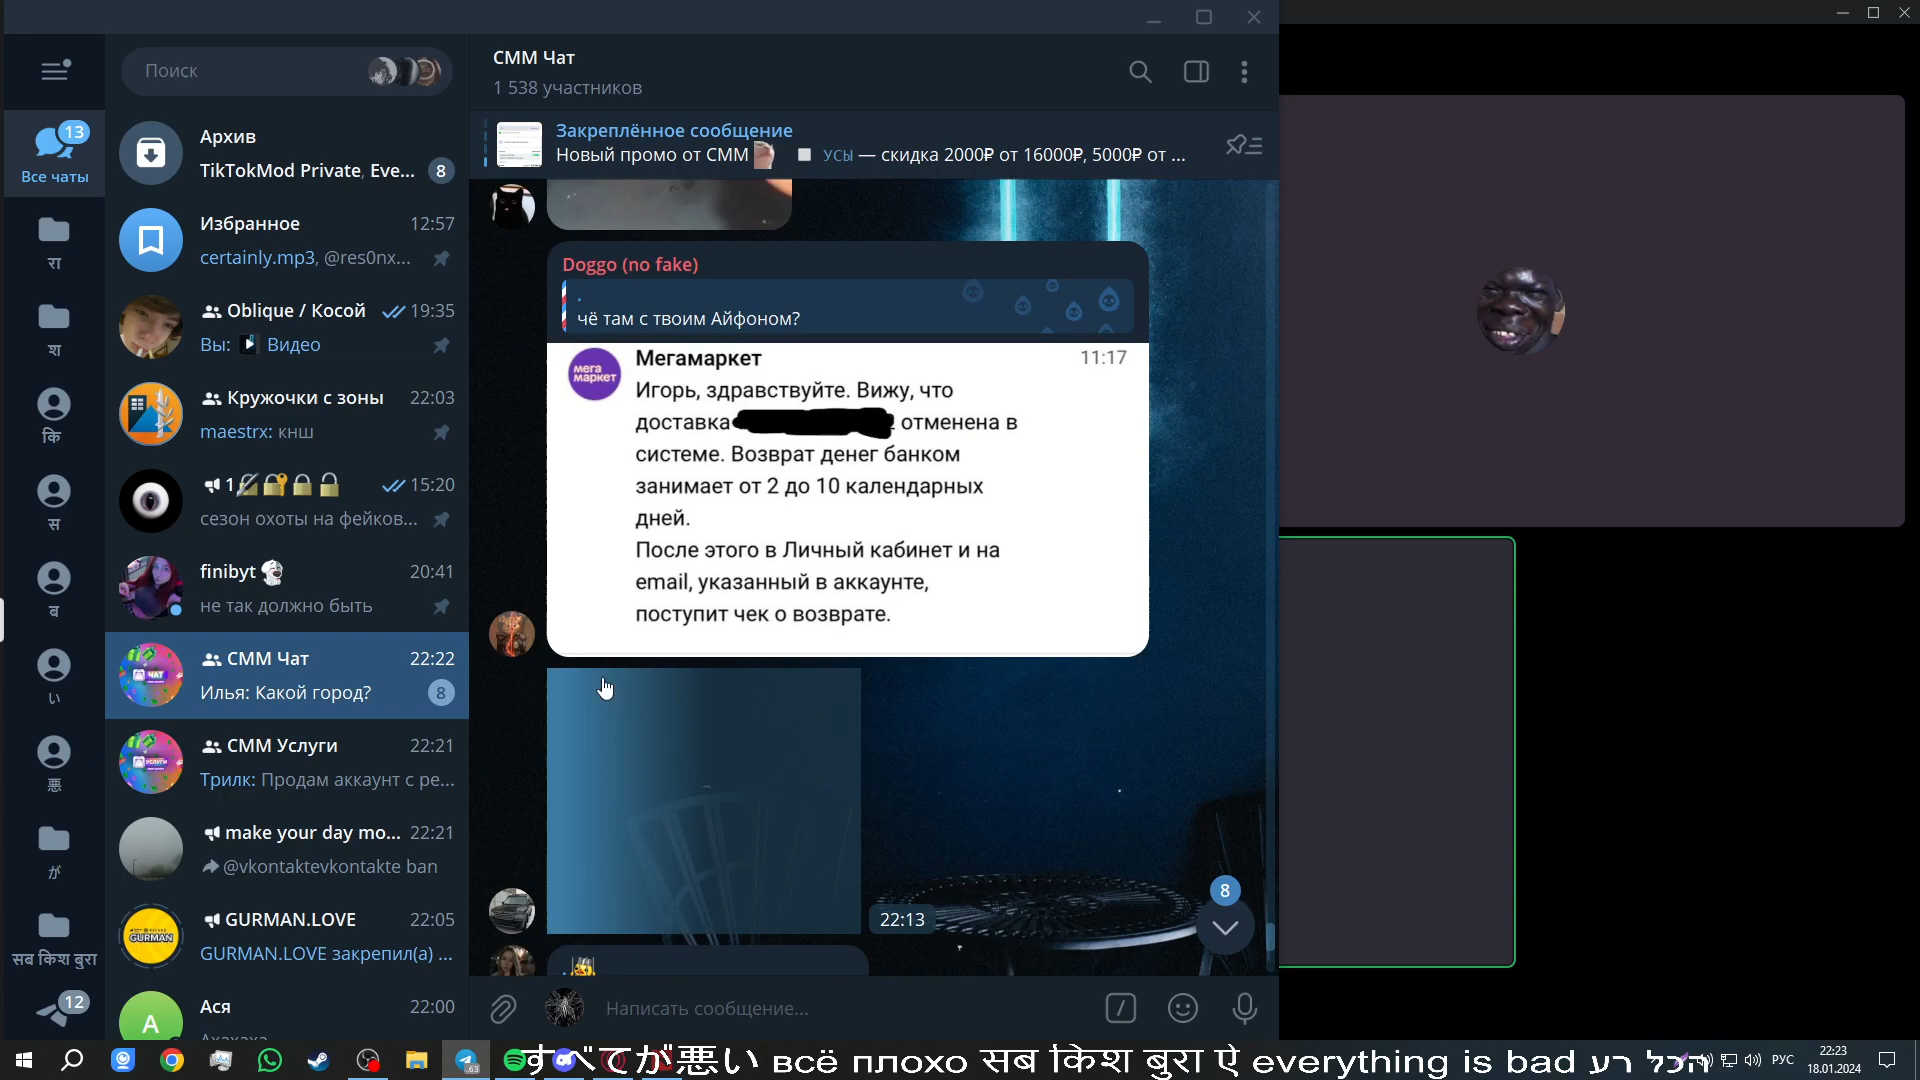 Поиск
13
Все чаты
रा
श
कि
स
ब
い
悪
が
सब किश बुरा
12
Архив
TikTokMod Private, Eve...
8
Избранное
12:57
certainly.mp3, @res0nx...
Oblique / Косой
19:35
Вы: Видео
Кружочки с зоны
22:03
maestrx: кнш
1
15:20
сезон охоты на фейков...
finibyt
20:41
не так должно быть
СММ Чат
22:22
Илья: Какой город?
8
СММ Услуги
22:21
Трилк: Продам аккаунт с ре...
make your day mo...
22:21
@vkontaktevkontakte ban
GURMAN.LOVE
22:05
GURMAN.LOVE закрепил(а) ...
А
Ася
22:00
СММ Чат
1 538 участников
Закреплённое сообщение
Новый промо от СММ УСЫ — скидка 2000₽ от 16000₽, 5000₽ от ...
Doggo (no fake)
.
чё там с твоим Айфоном?
мега маркет
Мегамаркет
11:17
Игорь, здравствуйте. Вижу, что
доставка отменена в
системе. Возврат денег банком
занимает от 2 до 10 календарных
дней.
После этого в Личный кабинет и на
email, указанный в аккаунте,
поступит чек о возврате.
22:13
8
Написать сообщение...
すべてが悪い всё плохо सब किश बुरा ऐ everything is bad הכל רע
РУС
22:23
18.01.2024